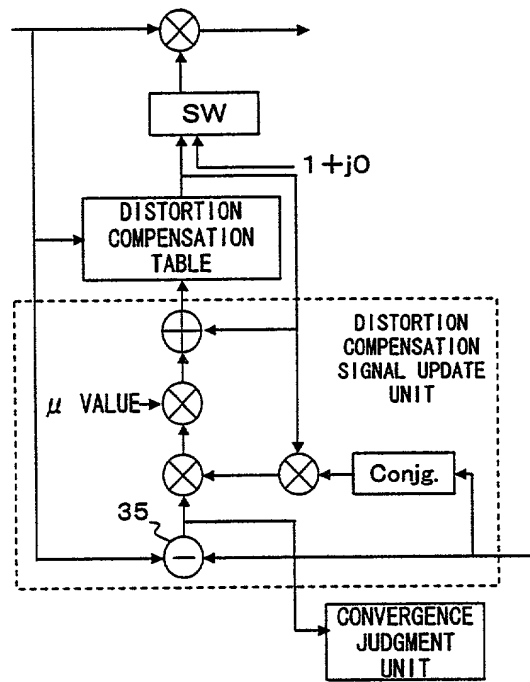 SW
1+j0
DISTORTION
COMPENSATION
TABLE
DISTORTION
COMPENSATION
SIGNAL UPDATE
UNIT
μ VALUE
Conjg.
35
CONVERGENCE
JUDGMENT
UNIT